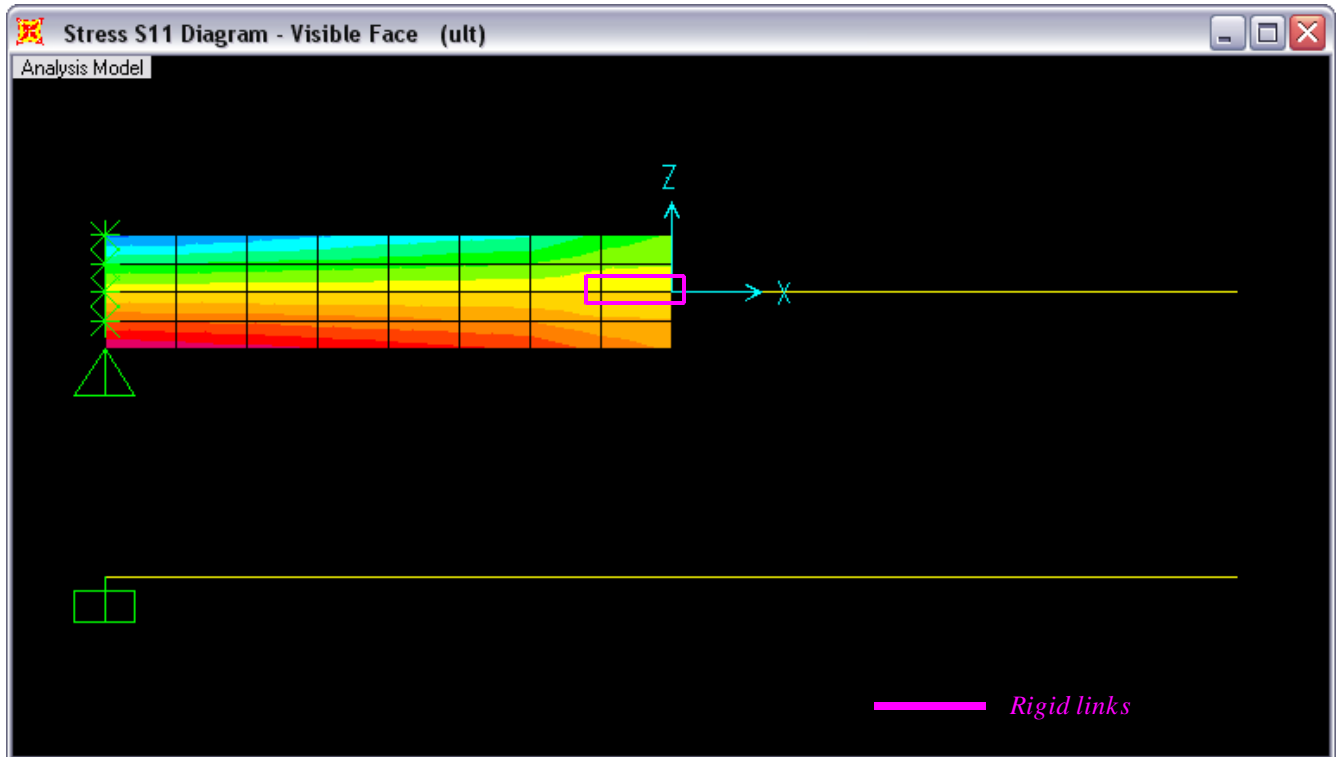 Stress S11 Diagram - Visible Face (ult)
Analysis Model
Z
X
Rigid links